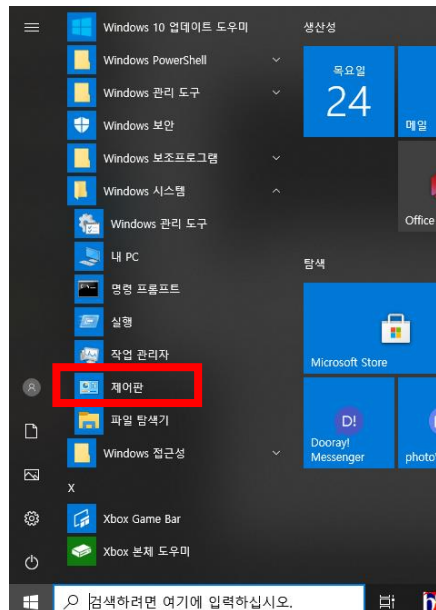 Windows 10 업데이트 도우미
Windows PowerShell
Windows 관리 도구
Windows 보안
Windows 보조프로그램
Windows 시스템
Windows 관리 도구
내 PC
명령 프롬프트
실행
작업 관리자
제어판
파일 탐색기
Windows 접근성
X
Xbox Game Bar
Xbox 본체 도우미
검색하려면 여기에 입력하십시오.
생산성
목요일
24
메일
Office
탐색
Microsoft Store
D!
Dooray!
Messenger
photo